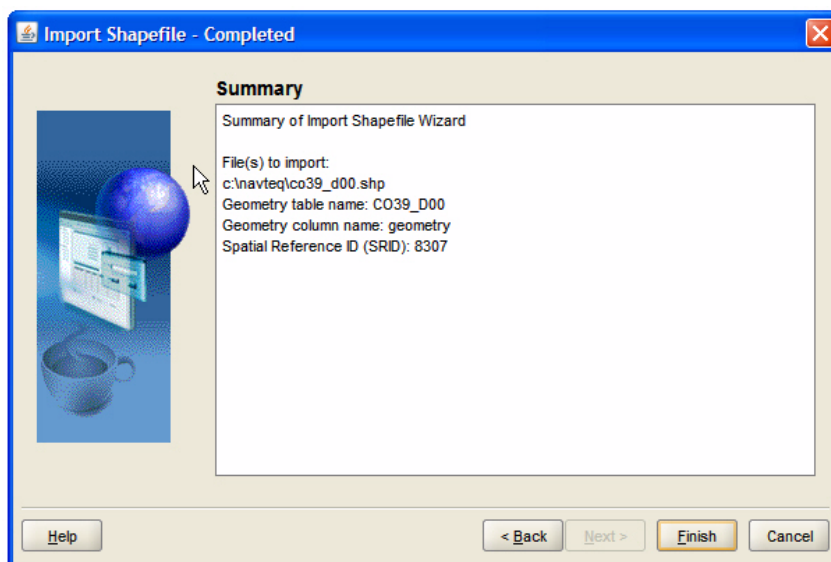 Import Shapefile - Completed
Summary
Summary of Import Shapefile Wizard
File(s) to import:
c:\navteq\co39_d00.shp
Geometry table name: CO39_D00
Geometry column name: geometry
Spatial Reference ID (SRID): 8307
Help
< Back
Next >
Finish
Cancel